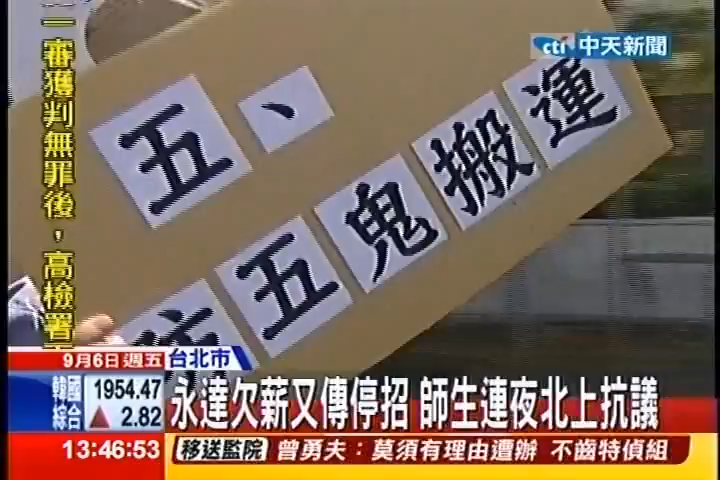 一審獲判無罪後，高檢署
cti 中天新聞
五、
防五鬼搬運
9月6日週五 台北市
韓國綜合 1954.47 ▲ 2.82
永達欠薪又傳停招 師生連夜北上抗議
13:46:53 移送監院 曾勇夫：莫須有理由遭辦 不齒特偵組